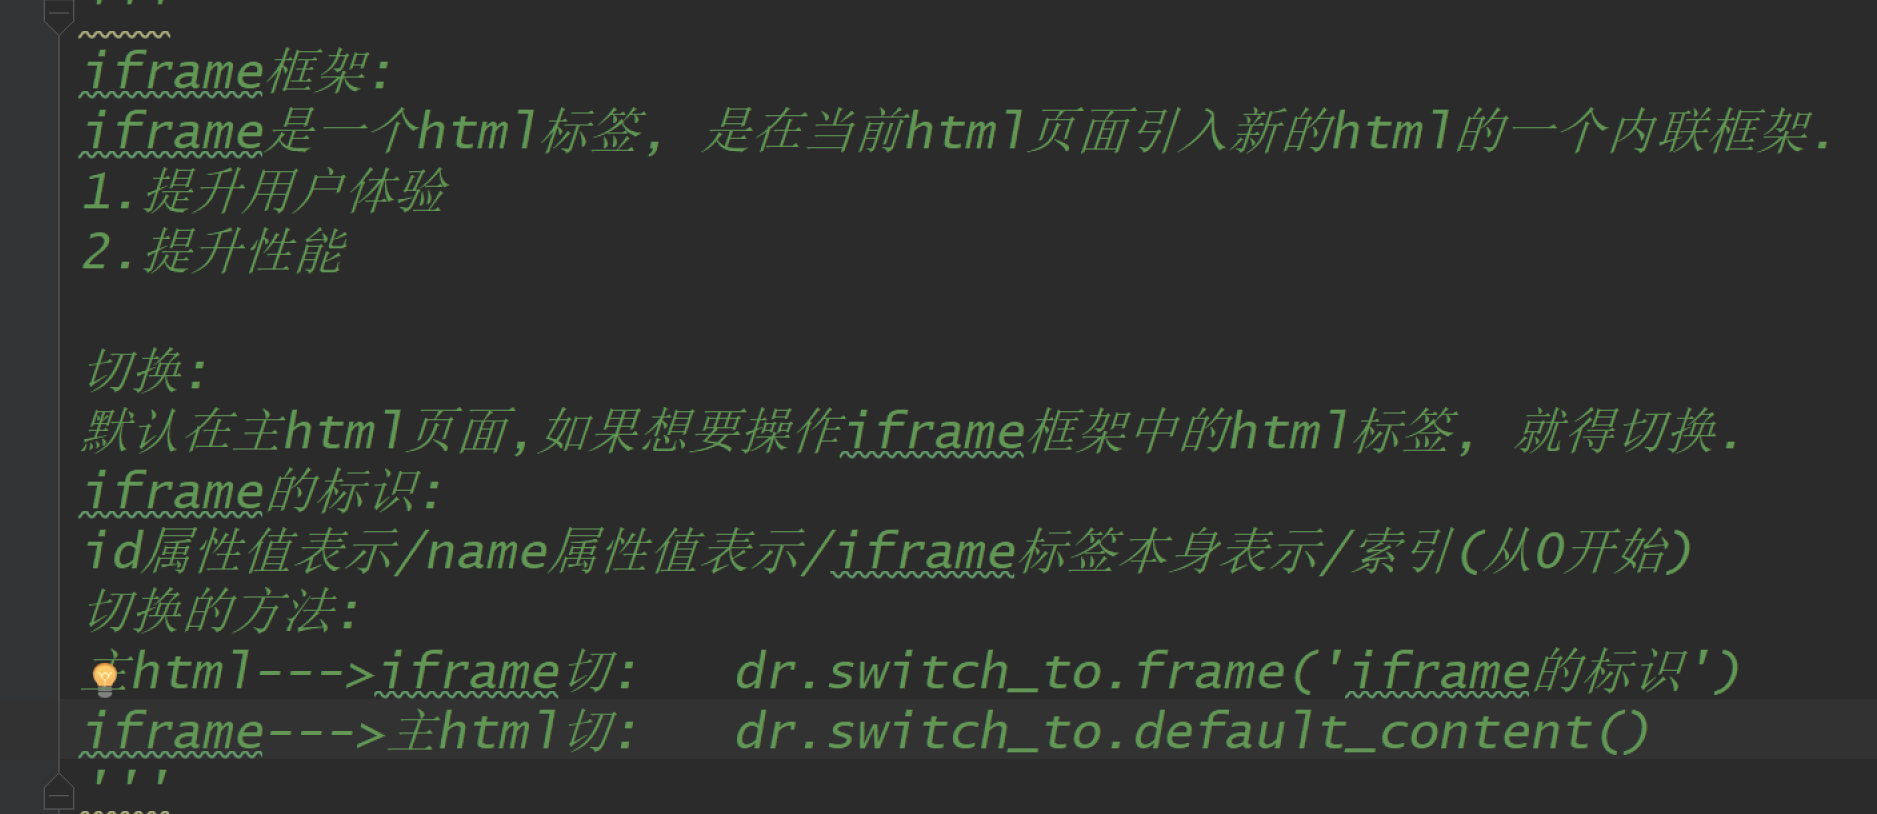 '''
iframe框架:
iframe是一个html标签, 是在当前html页面引入新的html的一个内联框架.
1.提升用户体验
2.提升性能
切换:
默认在主html页面,如果想要操作iframe框架中的html标签, 就得切换.
iframe的标识:
id属性值表示/name属性值表示/iframe标签本身表示/索引(从0开始)
切换的方法:
主html--->iframe切:   dr.switch_to.frame('iframe的标识')
iframe--->主html切:   dr.switch_to.default_content()
'''